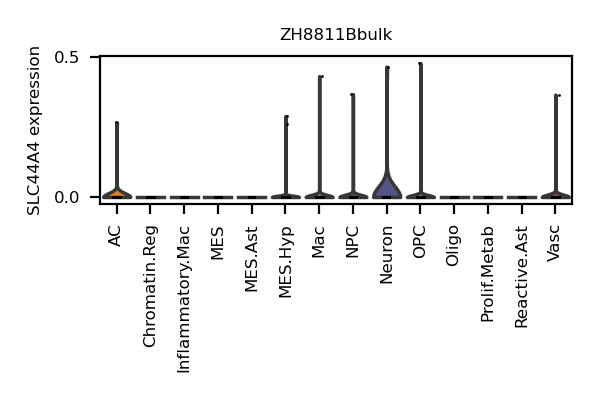 ZH8811Bbulk
SLC44A4 expression
0.5
0.0
AC
Chromatin.Reg
Inflammatory.Mac
MES
MES.Ast
MES.Hyp
Mac
NPC
Neuron
OPC
Oligo
Prolif.Metab
Reactive.Ast
Vasc